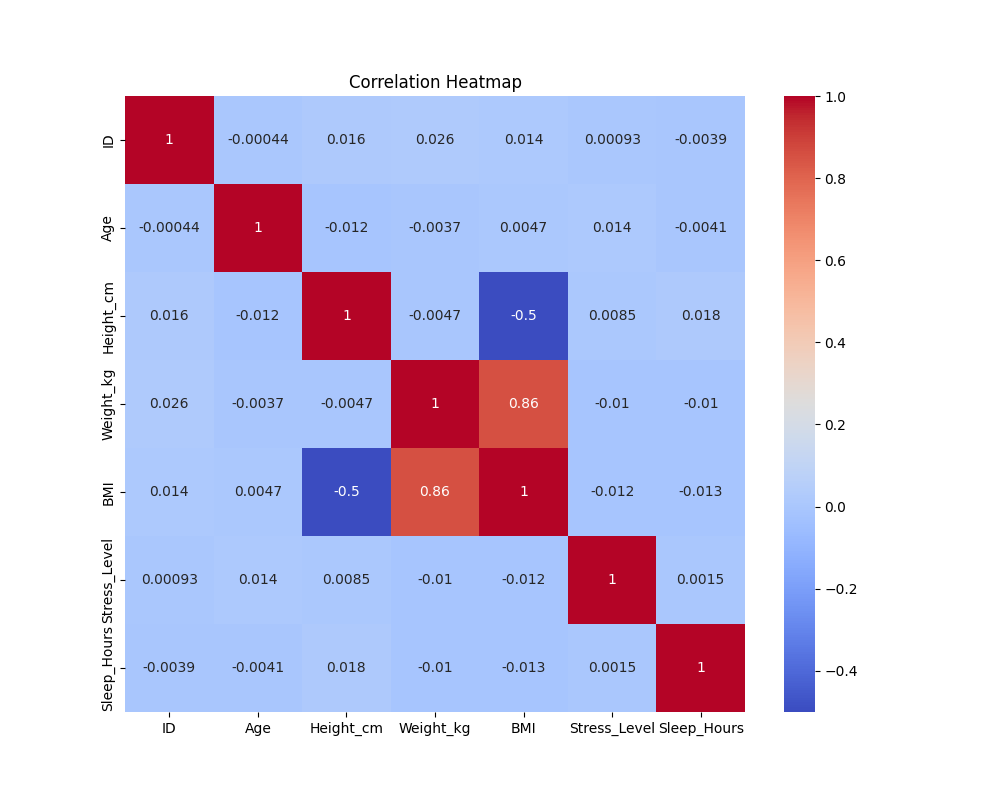 Correlation Heatmap
ID 1 -0.00044 0.016 0.026 0.014 0.00093 -0.0039
Age -0.00044 1 -0.012 -0.0037 0.0047 0.014 -0.0041
Height_cm 0.016 -0.012 1 -0.0047 -0.5 0.0085 0.018
Weight_kg 0.026 -0.0037 -0.0047 1 0.86 -0.01 -0.01
BMI 0.014 0.0047 -0.5 0.86 1 -0.012 -0.013
Stress_Level 0.00093 0.014 0.0085 -0.01 -0.012 1 0.0015
Sleep_Hours -0.0039 -0.0041 0.018 -0.01 -0.013 0.0015 1
ID Age Height_cm Weight_kg BMI Stress_Level Sleep_Hours
1.0
0.8
0.6
0.4
0.2
0.0
−0.2
−0.4